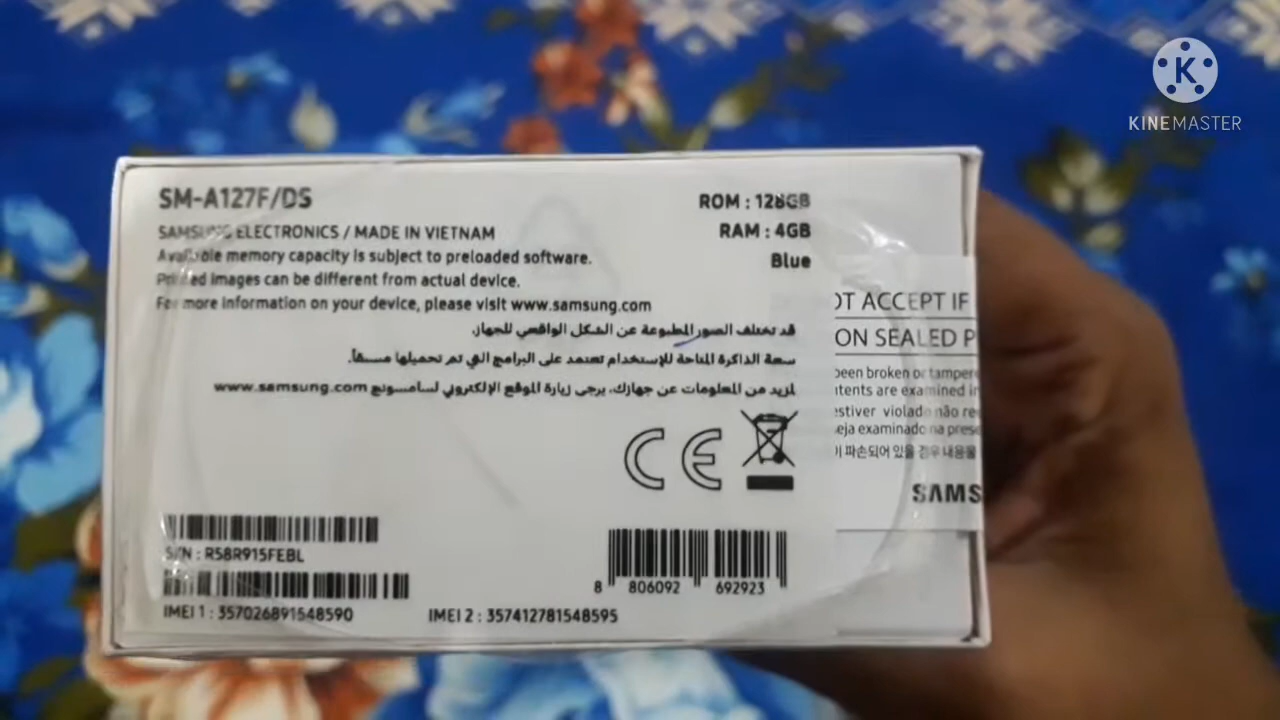 KINEMASTER
SM-A127F/DS
ROM : 128GB
SAMSUNG ELECTRONICS / MADE IN VIETNAM
RAM : 4GB
Available memory capacity is subject to preloaded software.
Blue
Printed images can be different from actual device.
For more information on your device, please visit www.samsung.com
قد تختلف الصور المطبوعة عن الشكل الواقعي للجهاز.
سعة الذاكرة المتاحة للإستخدام تعتمد على البرامج التي تم تحميلها مسبقاً.
لمزيد من المعلومات عن جهازك، يرجى زيارة الموقع الإلكتروني لسامسونج www.samsung.com
OT ACCEPT IF
ON SEALED P
been broken or tampere
tents are examined in
estiver violado não re
eja examinado na prese
이 파손되어 있을 경우 내용물
SAMS
CE
S/N : R58R915FEBL
8 806092 692923
IMEI 1 : 357026891548590
IMEI 2 : 357412781548595